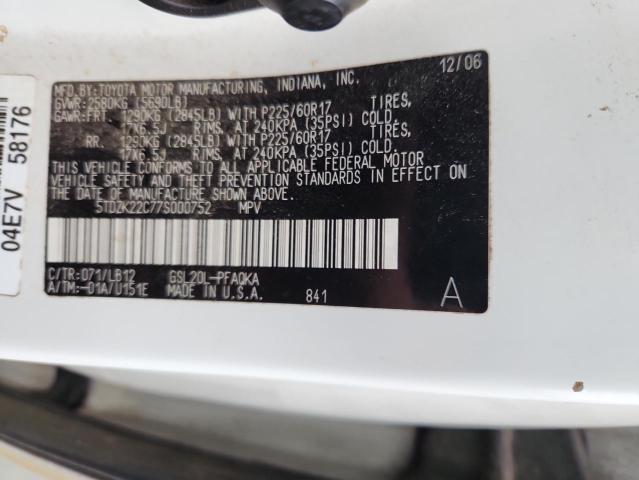 MFD. BY: TOYOTA MOTOR MANUFACTURING, INDIANA, INC. 12/06
GVWR: 2580KG (5690LB)
GAWR: FRT. 1290KG (2845LB) WITH P225/60R17 TIRES,
17X6.5J RIMS, AT 240KPA (35PSI) COLD.
RR. 1290KG (2845LB) WITH P225/60R17 TIRES,
17X6.5J RIMS, AT 240KPA (35PSI) COLD.
THIS VEHICLE CONFORMS TO ALL APPLICABLE FEDERAL MOTOR
VEHICLE SAFETY AND THEFT PREVENTION STANDARDS IN EFFECT ON
THE DATE OF MANUFACTURE SHOWN ABOVE.
5TDZK22C77S000752 MPV
C/TR: 071/LB12 GSL20L-PFAQKA
A/TM:-01A/U151E MADE IN U.S.A. 841 A
04E7V 58176